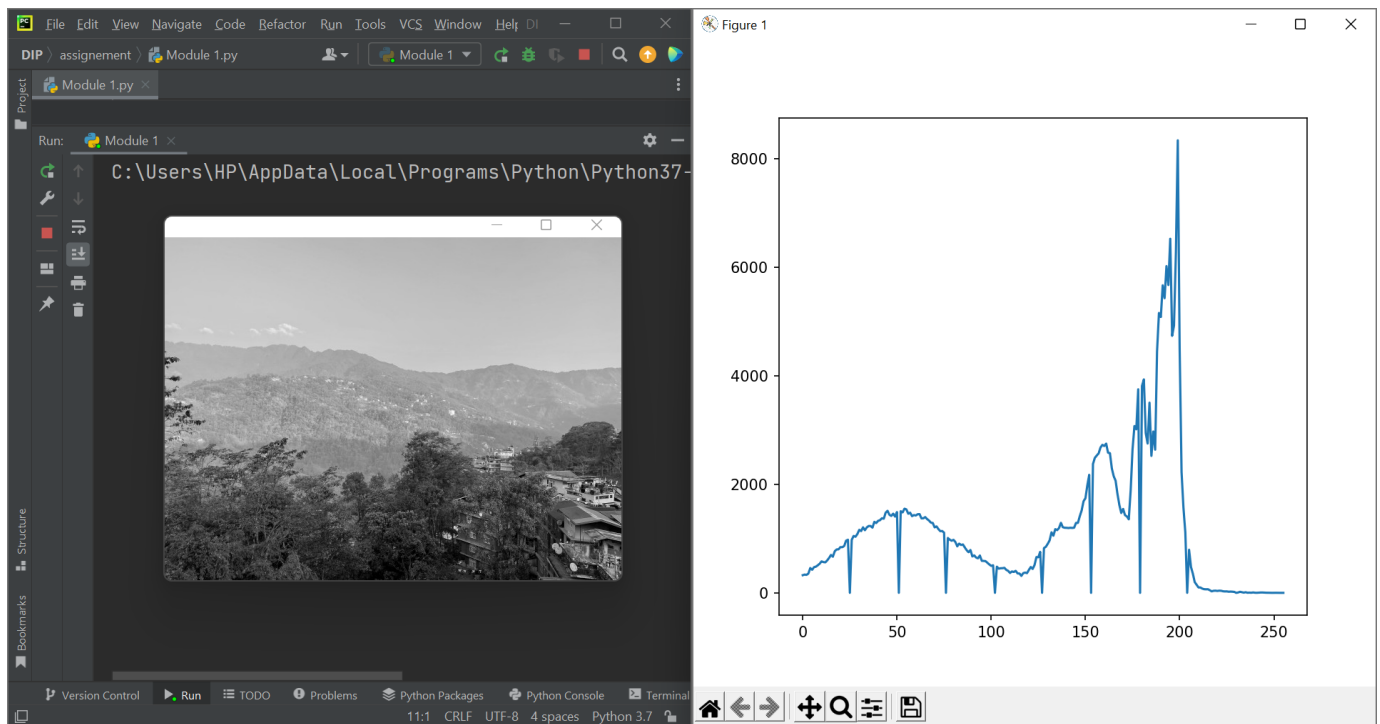 File Edit View Navigate Code Refactor Run Tools VCS Window Help DI
DIP assignement Module 1.py Module 1
Module 1.py
Project
Run: Module 1
C:\Users\HP\AppData\Local\Programs\Python\Python37-
Structure
Bookmarks
Version Control Run TODO Problems Python Packages Python Console Terminal
11:1 CRLF UTF-8 4 spaces Python 3.7
Figure 1
8000
6000
4000
2000
0
0 50 100 150 200 250